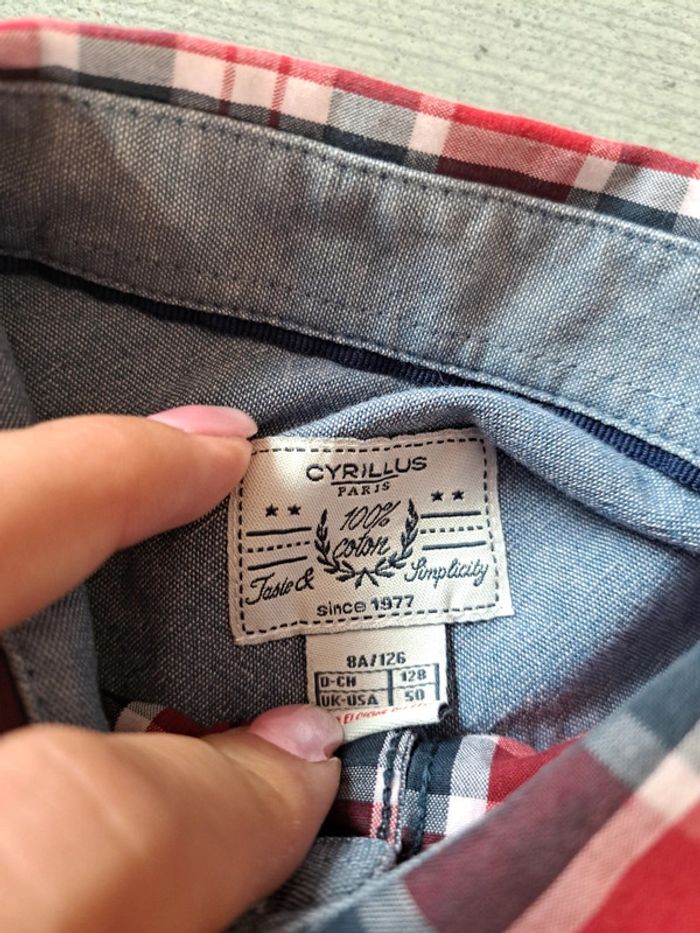 CYRILLUS
PARIS
100%
coton
Taste & Simplicity
since 1977
8A/126
D-CH 128
UK-USA 50